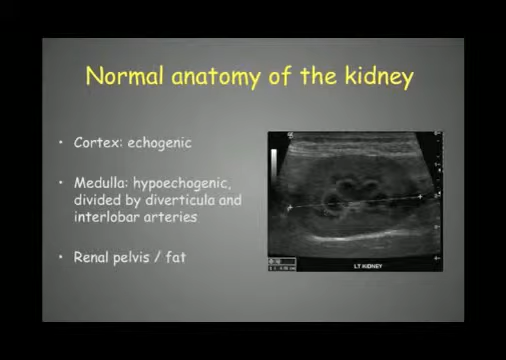 Normal anatomy of the kidney
• Cortex: echogenic
• Medulla: hypoechogenic,
divided by diverticula and
interlobar arteries
• Renal pelvis / fat
LT KIDNEY